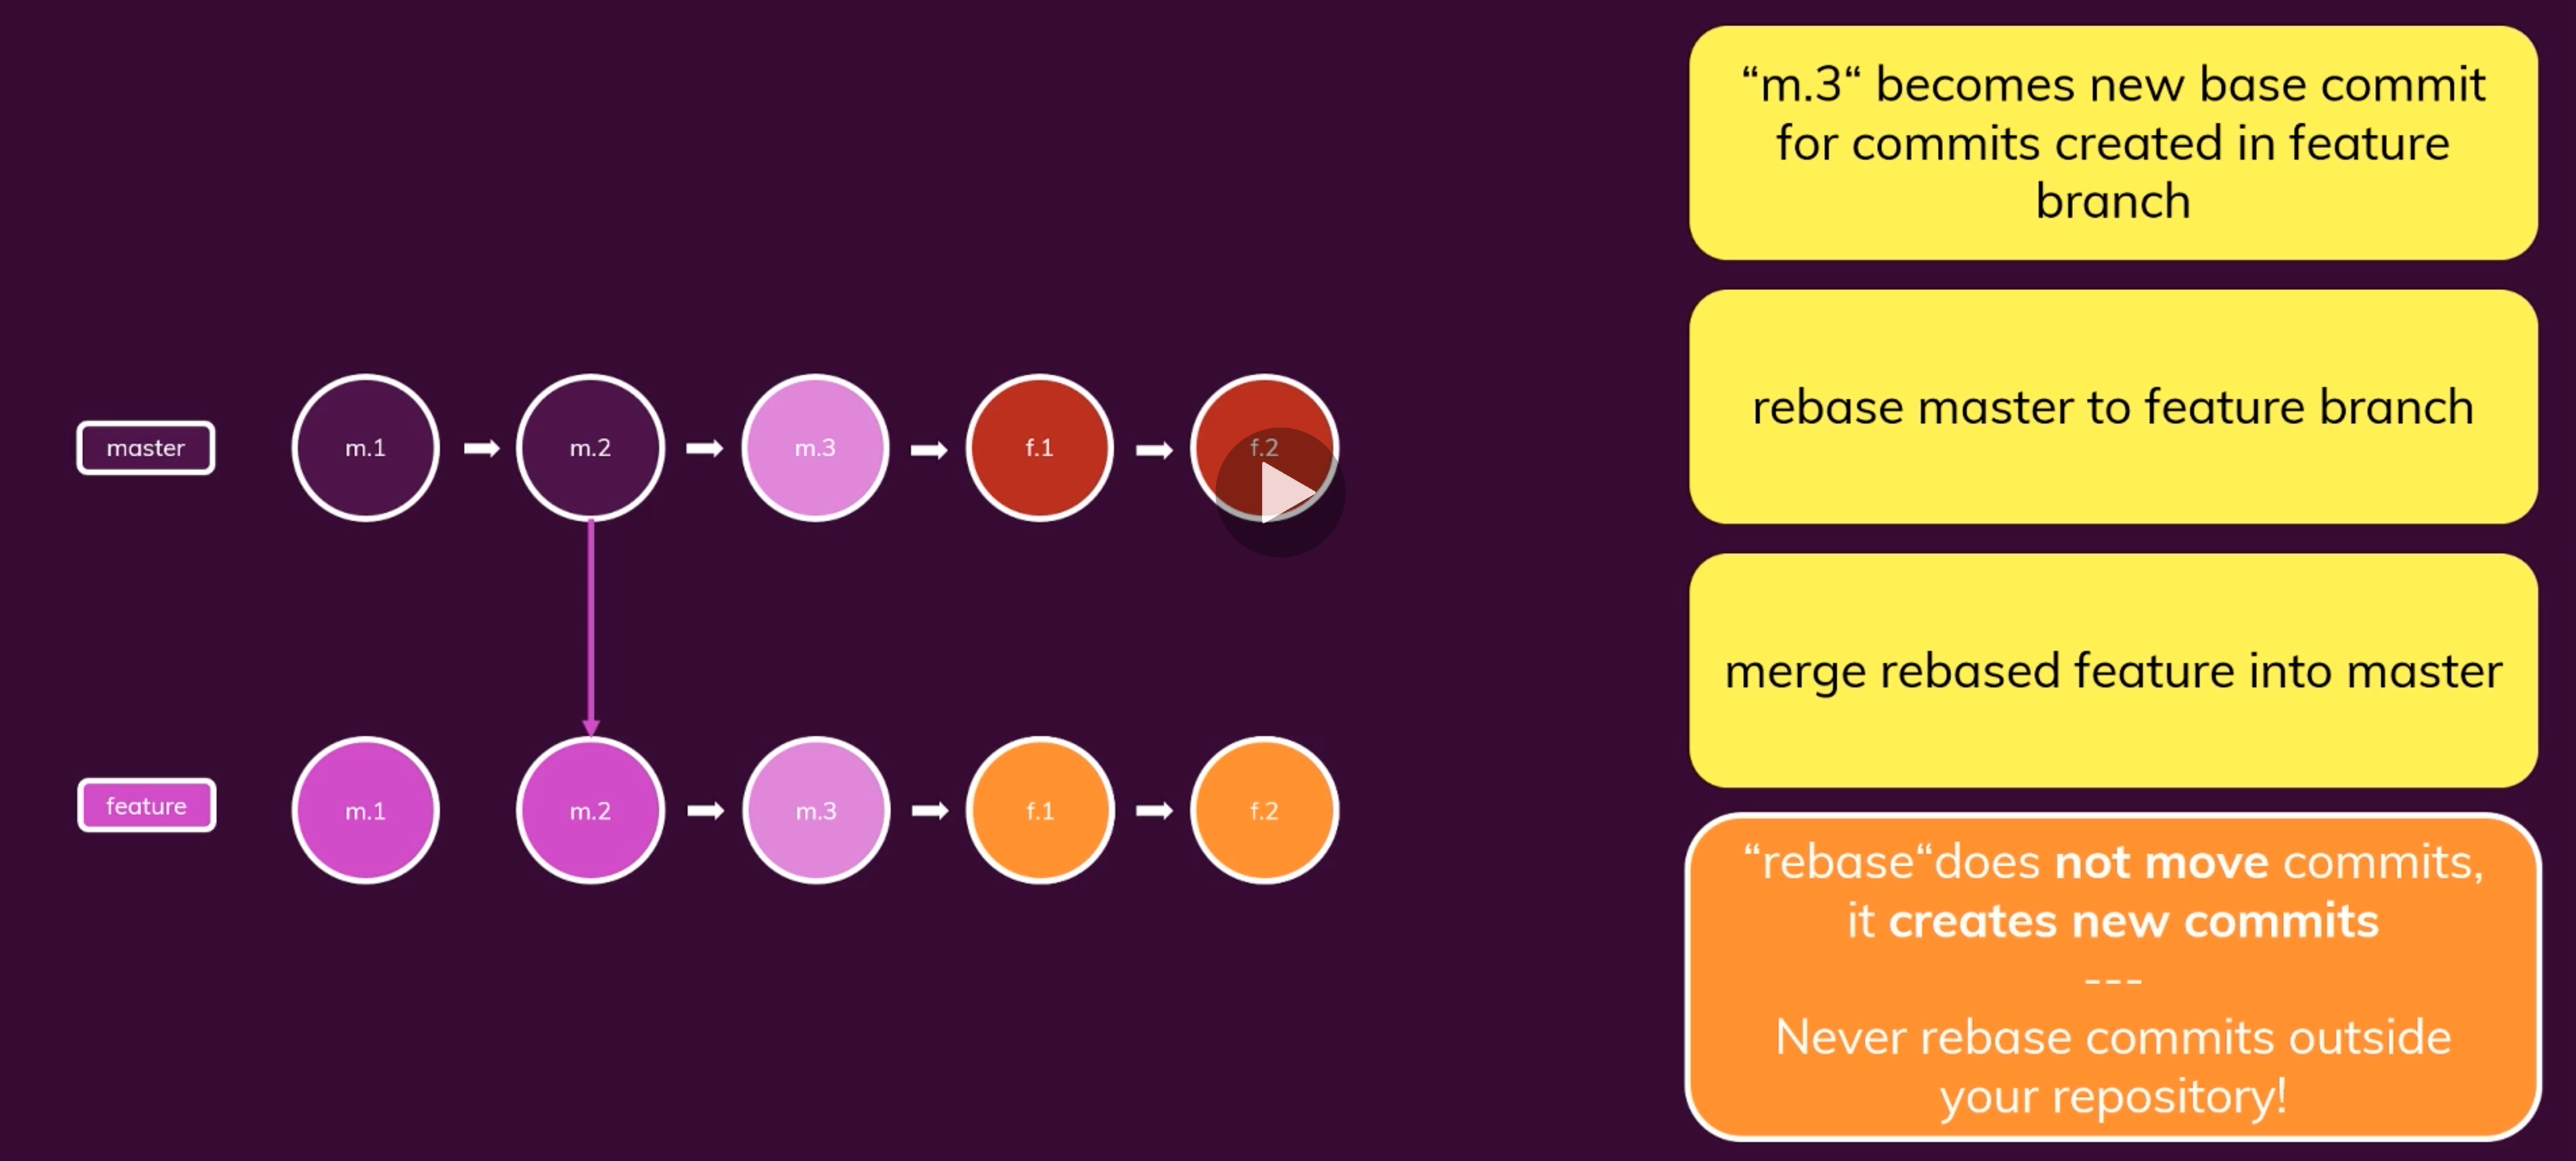 “m.3“ becomes new base commit
for commits created in feature
branch
rebase master to feature branch
merge rebased feature into master
“rebase“does not move commits,
it creates new commits
---
Never rebase commits outside
your repository!
master
m.1
m.2
m.3
f.1
f.2
feature
m.1
m.2
m.3
f.1
f.2